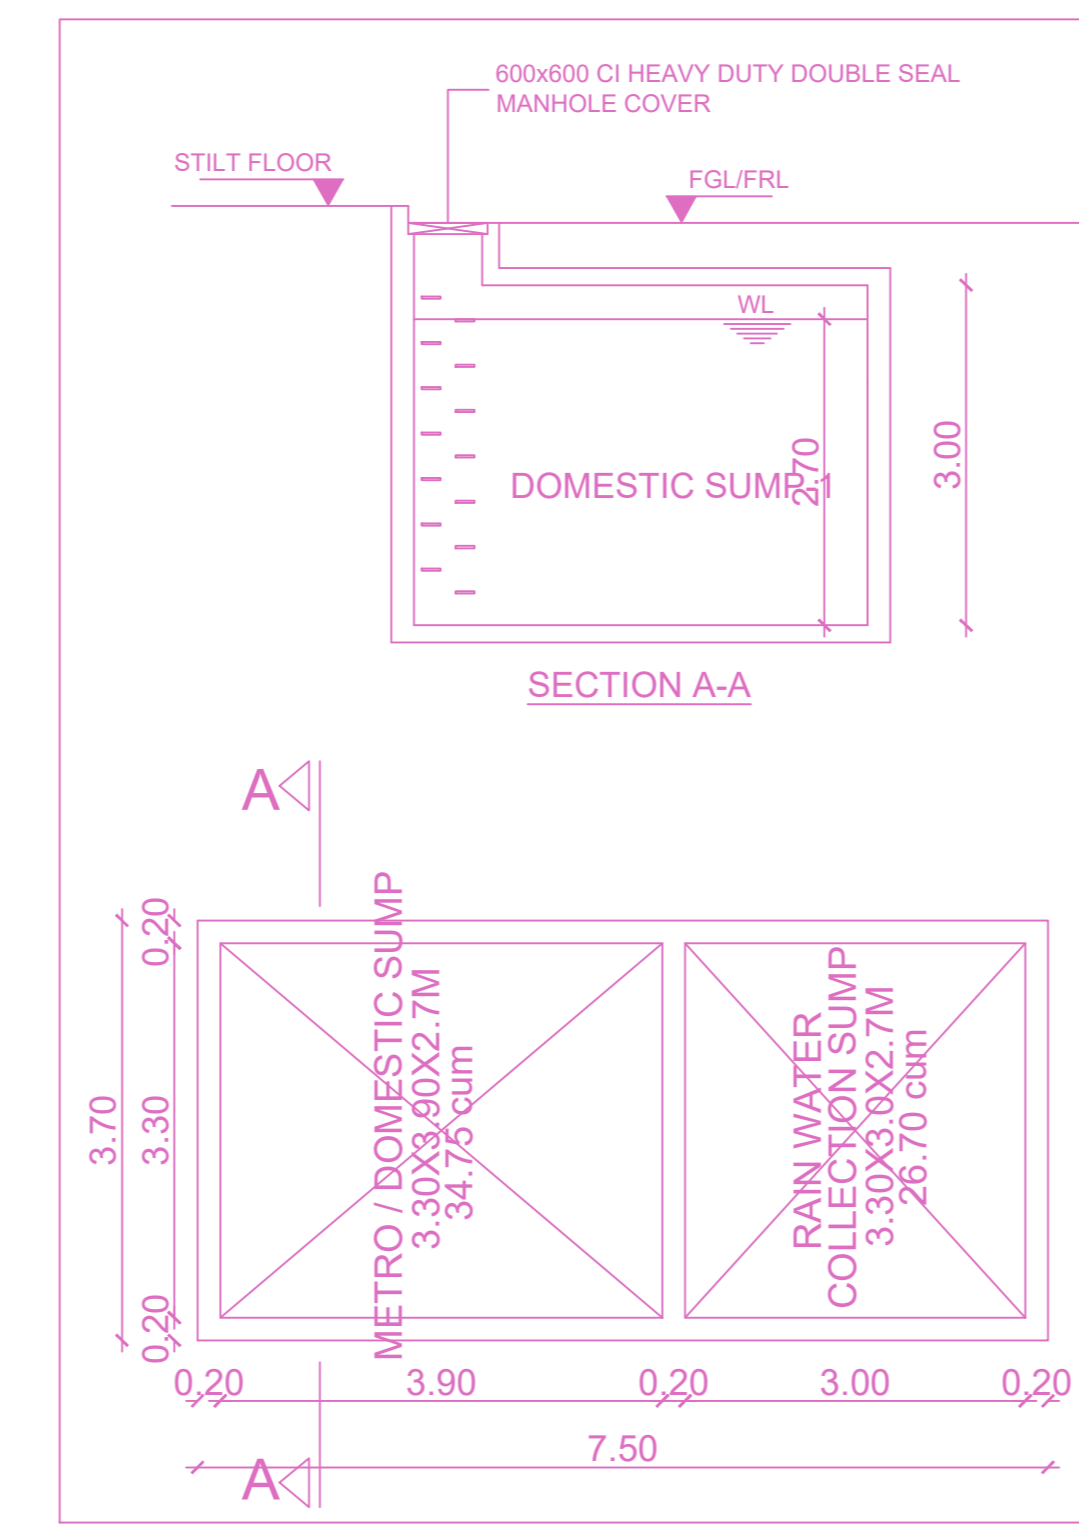 600x600 CI HEAVY DUTY DOUBLE SEAL
MANHOLE COVER
STILT FLOOR
FGL/FRL
WL
2.70
3.00
DOMESTIC SUMP-1
SECTION A-A
A
METRO / DOMESTIC SUMP
3.30X3.90X2.7M
34.75 cum
RAIN WATER
COLLECTION SUMP
3.30X3.0X2.7M
26.70 cum
0.20
3.30
0.20
3.70
0.20
3.90
0.20
3.00
0.20
7.50
A